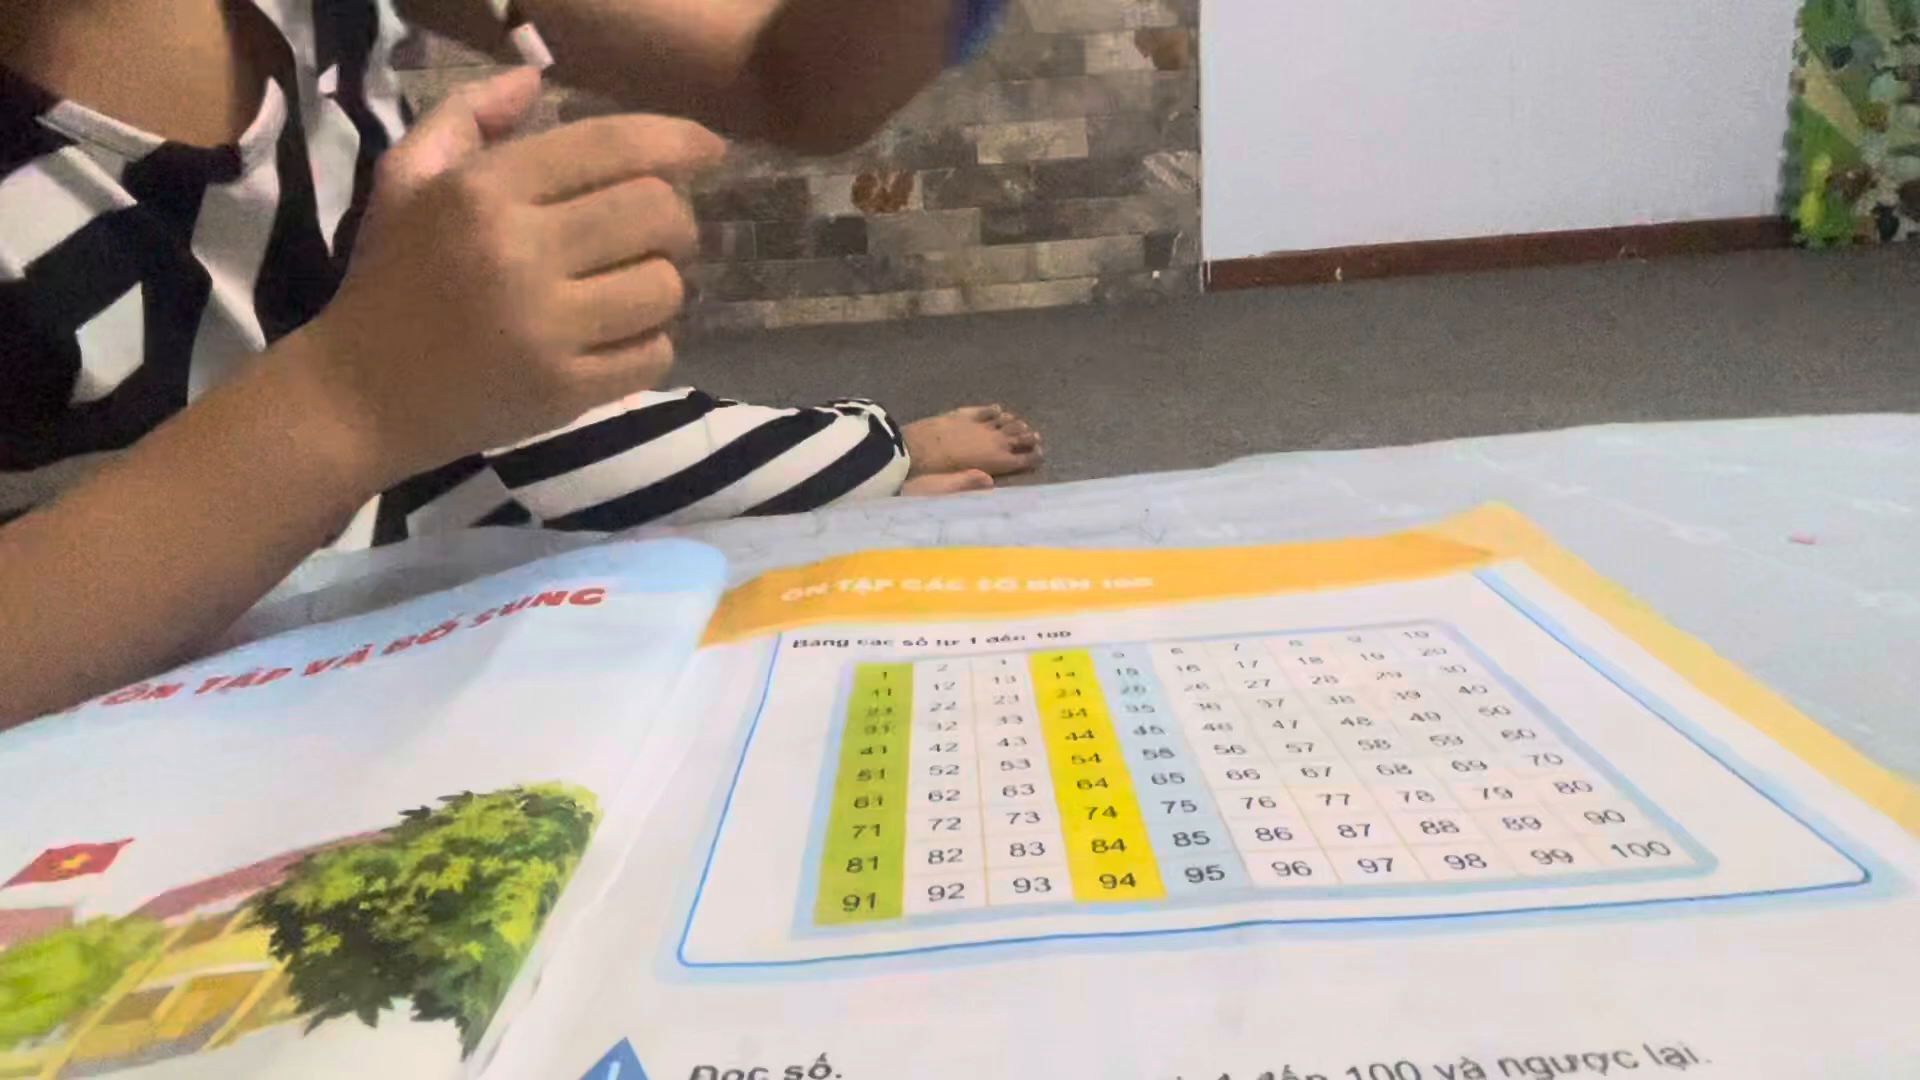 ÔN TẬP VÀ BỔ SUNG
ÔN TẬP CÁC SỐ ĐẾN 100
Bảng các số từ 1 đến 100
1 2 6 7 8 9 10
11 12 13 14 15 16 17 18 19 20
21 22 23 24 25 26 27 28 29 30
31 32 33 34 35 36 37 38 39 40
41 42 43 44 45 46 47 48 49 50
51 52 53 54 55 56 57 58 59 60
61 62 63 64 65 66 67 68 69 70
71 72 73 74 75 76 77 78 79 80
81 82 83 84 85 86 87 88 89 90
91 92 93 94 95 96 97 98 99 100
1 Đọc số.
1 đến 100 và ngược lại.